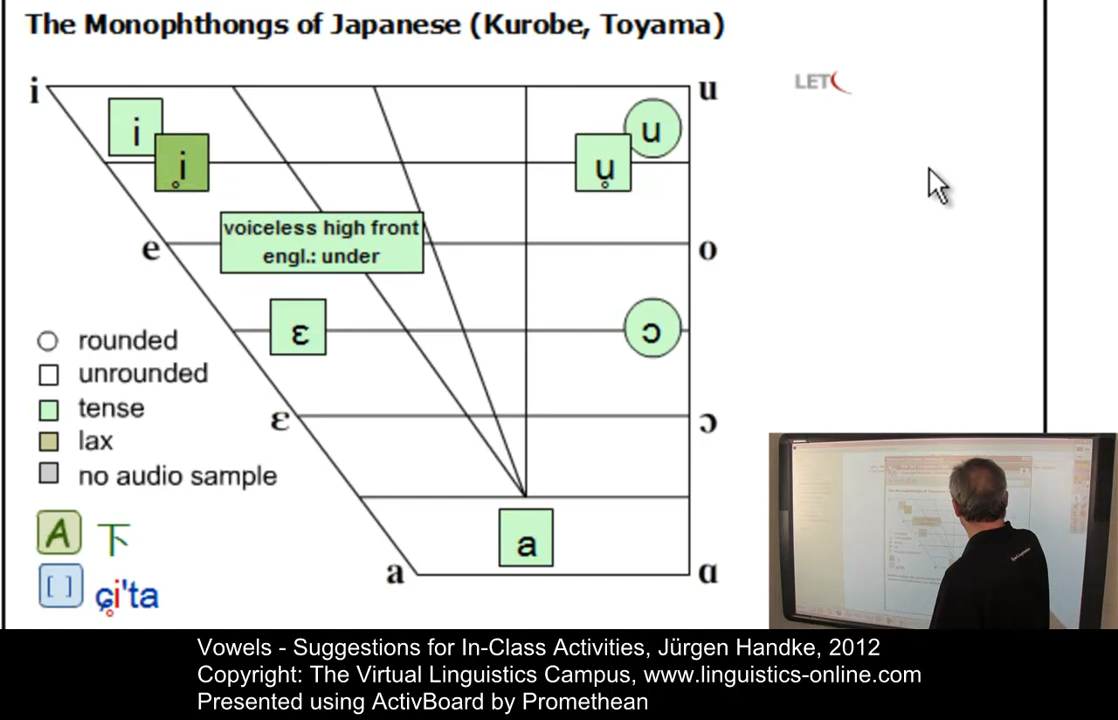 The Monophthongs of Japanese (Kurobe, Toyama)
LET
i
u
i
u
i̥
u̥
voiceless high front
engl.: under
e
o
ɛ
ɔ
rounded
unrounded
tense
lax
no audio sample
ɛ
ɔ
A 下
[ ] çi̥'ta
a
a
ɑ
Vowels - Suggestions for In-Class Activities, Jürgen Handke, 2012
Copyright: The Virtual Linguistics Campus, www.linguistics-online.com
Presented using ActivBoard by Promethean